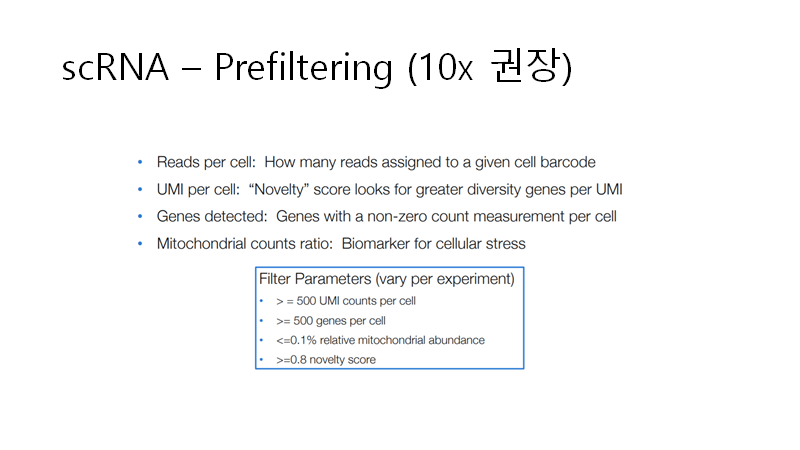 scRNA – Prefiltering (10x 권장)
• Reads per cell: How many reads assigned to a given cell barcode
• UMI per cell: “Novelty” score looks for greater diversity genes per UMI
• Genes detected: Genes with a non-zero count measurement per cell
• Mitochondrial counts ratio: Biomarker for cellular stress
Filter Parameters (vary per experiment)
• > = 500 UMI counts per cell
• >= 500 genes per cell
• <=0.1% relative mitochondrial abundance
• >=0.8 novelty score